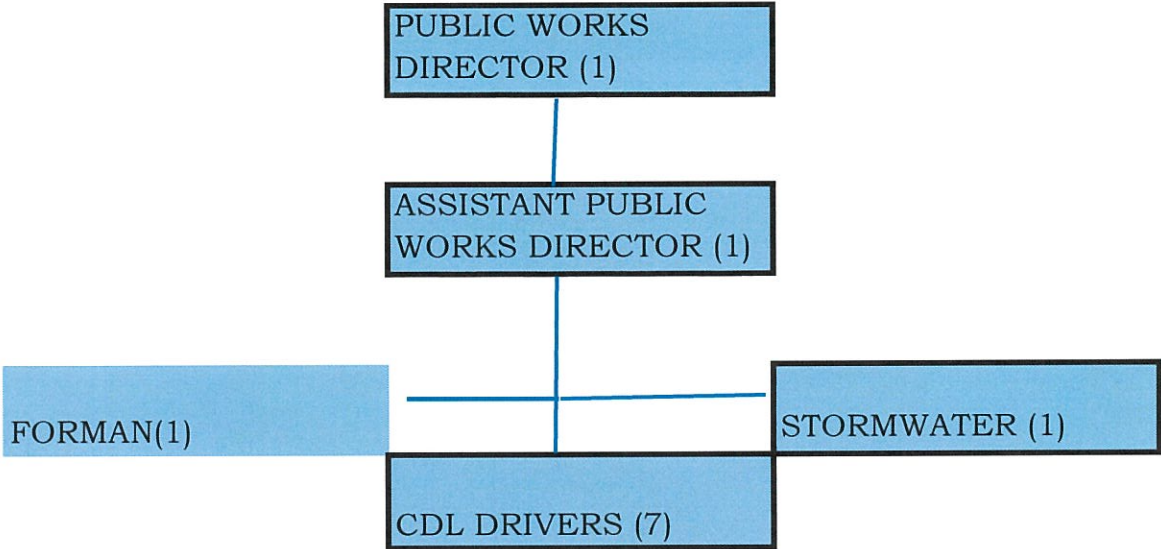 PUBLIC WORKS
DIRECTOR (1)
ASSISTANT PUBLIC
WORKS DIRECTOR (1)
FORMAN(1)
STORMWATER (1)
CDL DRIVERS (7)